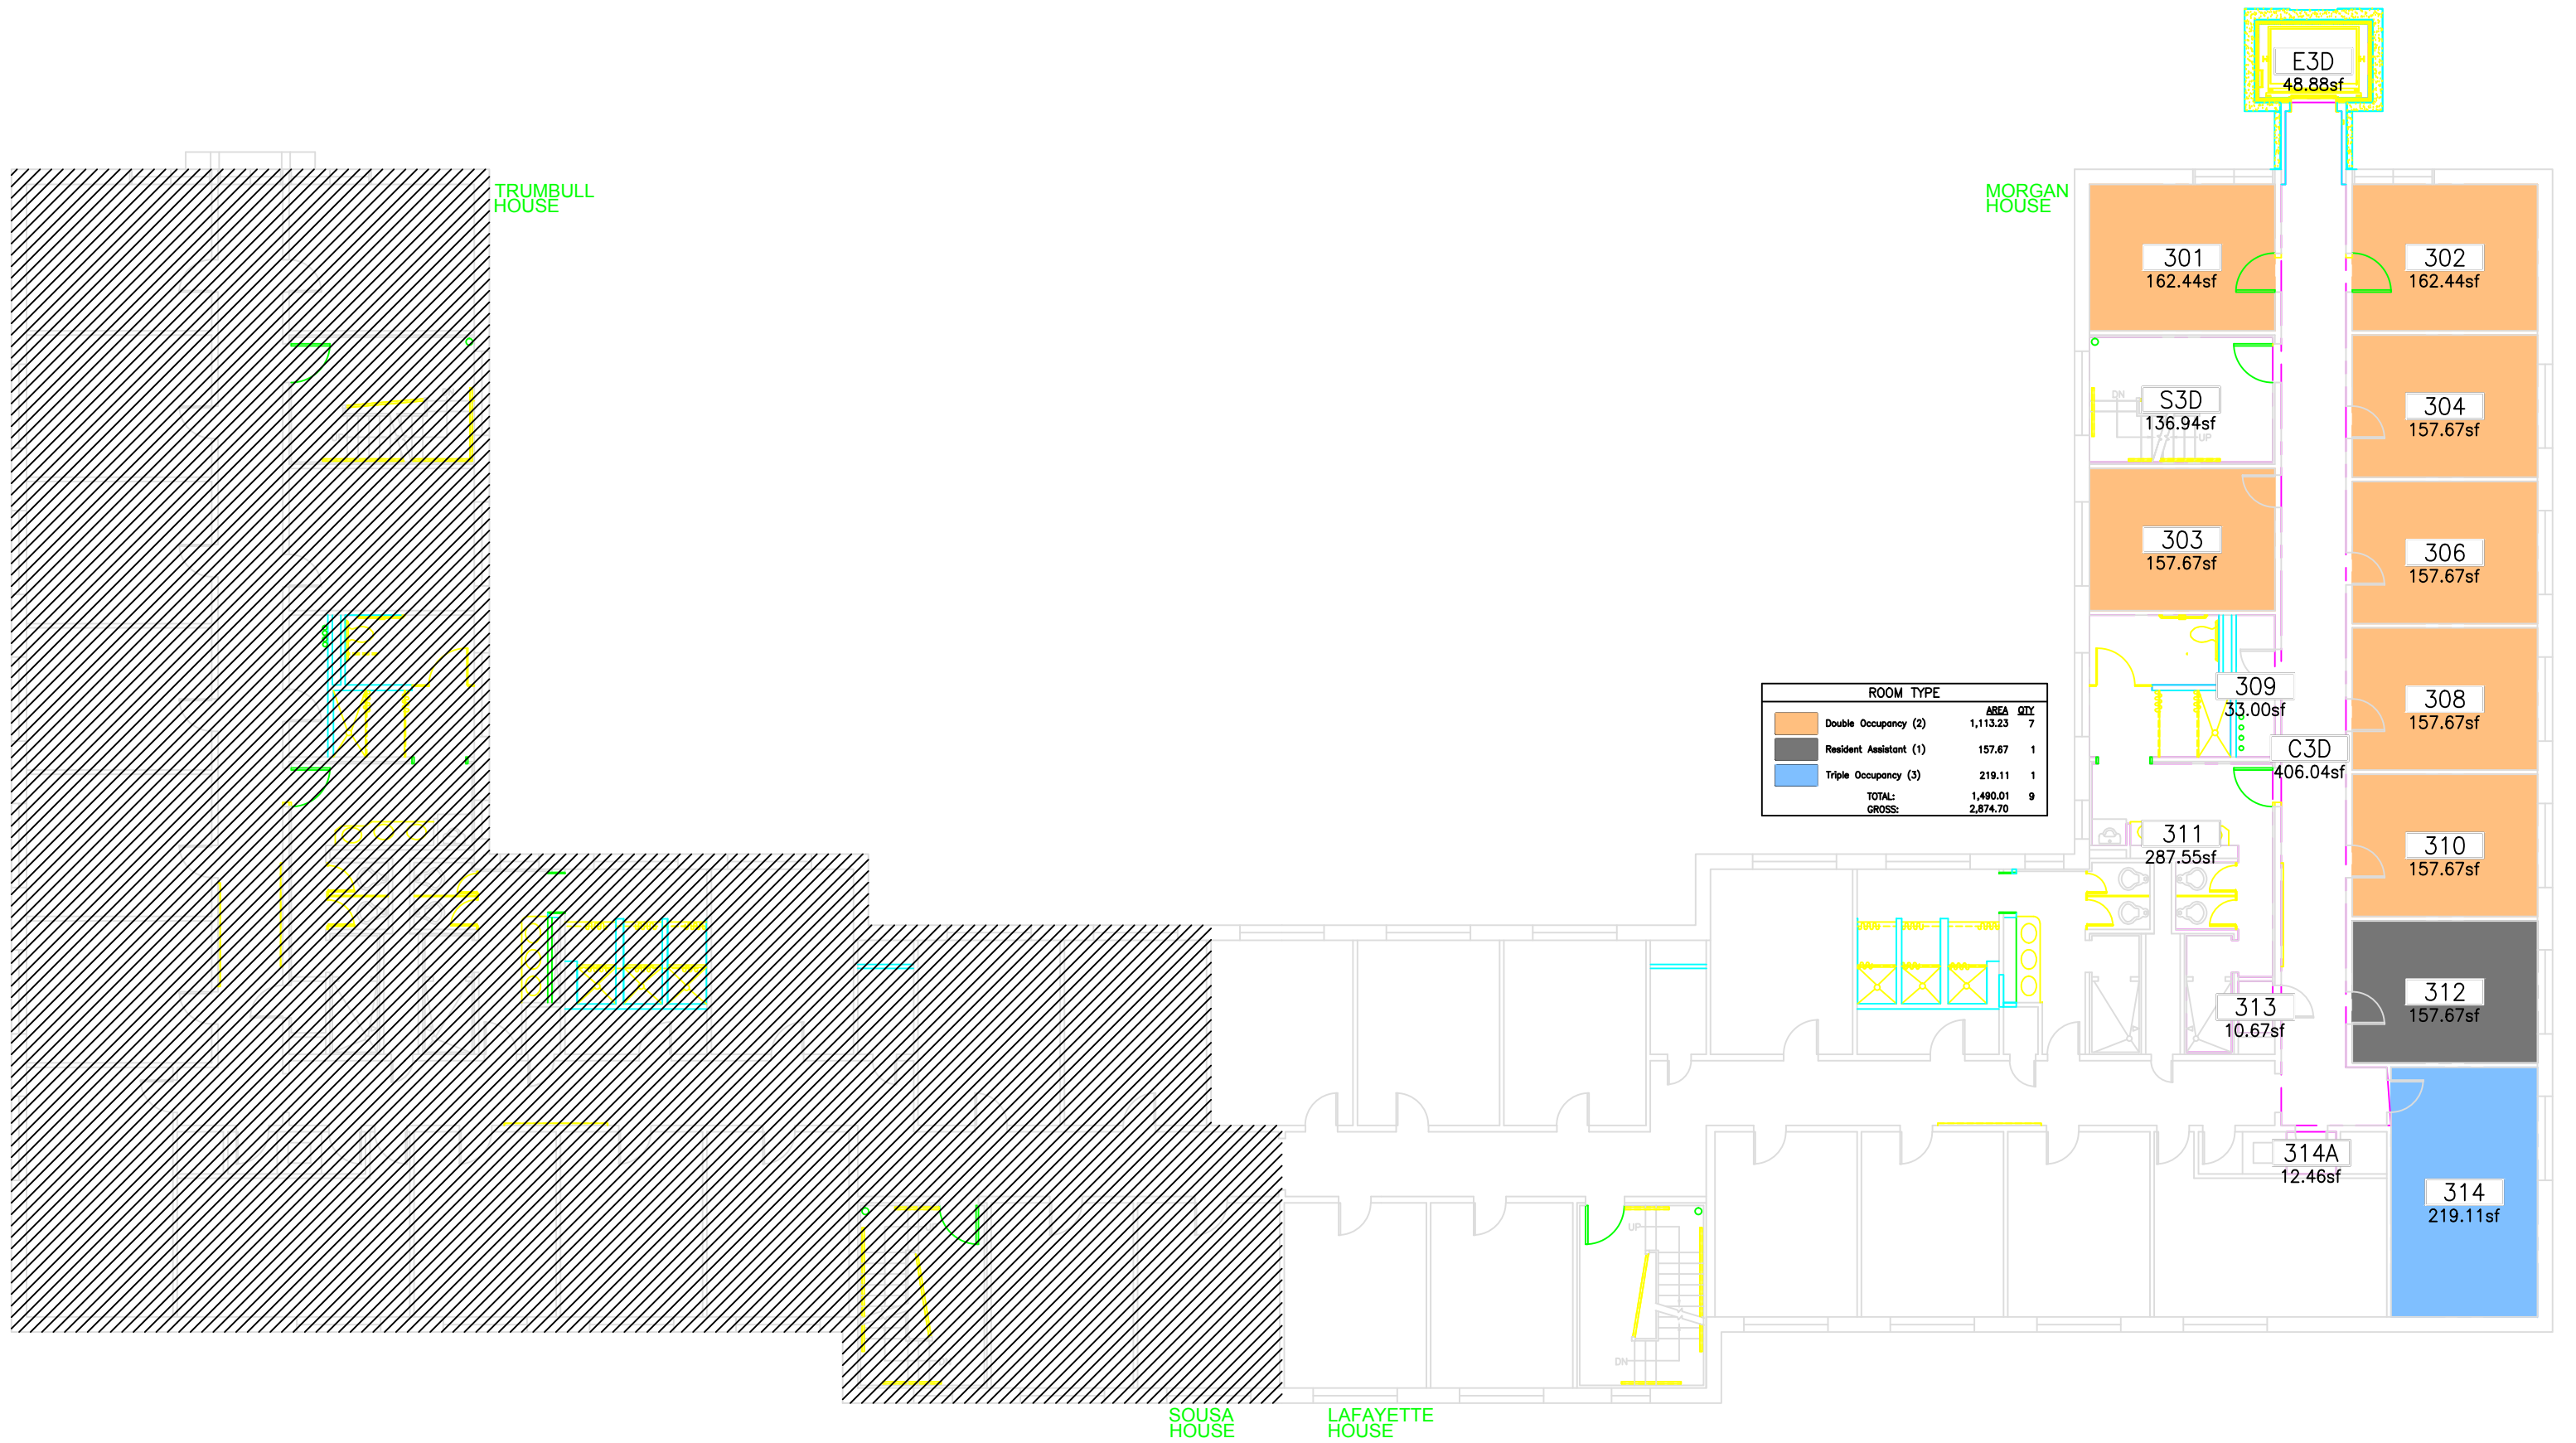 E3D
48.88sf
TRUMBULL
HOUSE
MORGAN
HOUSE
301
162.44sf
302
162.44sf
DN
S3D
136.94sf
UP
304
157.67sf
303
157.67sf
306
157.67sf
309
33.00sf
308
157.67sf
C3D
406.04sf
ROOM TYPE
AREA QTY
Double Occupancy (2) 1,113.23 7
Resident Assistant (1) 157.67 1
Triple Occupancy (3) 219.11 1
TOTAL: 1,490.01 9
GROSS: 2,874.70
311
287.55sf
310
157.67sf
312
157.67sf
313
10.67sf
314A
12.46sf
314
219.11sf
UP
DN
SOUSA
HOUSE
LAFAYETTE
HOUSE